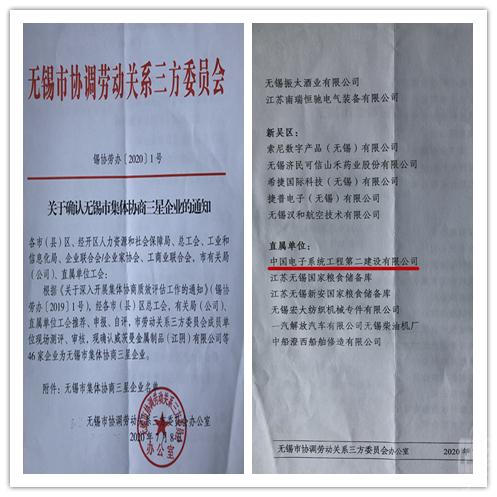 无锡市协调劳动关系三方委员会
锡协劳办〔2020〕1号
关于确认无锡市集体协商三星企业的通知
各市(县)区、经开区人力资源和社会保障局、总工会、工业和
信息化局、企业联合会/企业家协会、工商业联合会、市有关局
(公司)、直属工会:
根据《关于深入开展集体协商质效评估工作的通知》(锡协
劳办〔2019〕1号),经各市(县)区总工会、有关局(公司)、直
属工会推荐、申报、自评,市劳动关系三方委员会成员单
位现场测评、审核,现确认威茨曼金属制品(江阴)有限公司等
46家企业为无锡市集体协商三星企业。
附件:无锡市集体协商三星企业名单
无锡市协调劳动关系三方委员会办公室
2020年7月8日
办公室
无锡振太酒业有限公司
江苏南瑞恒驰电气装备有限公司
新吴区:
索尼数字产品(无锡)有限公司
无锡济民可信山禾药业股份有限公司
希捷国际科技(无锡)有限公司
捷普电子(无锡)有限公司
无锡汉和航空技术有限公司
直属单位:
中国电子系统工程第二建设有限公司
江苏无锡国家粮食储备库
江苏无锡新安国家粮食储备库
无锡宏大纺织机械专件有限公司
一汽解放汽车有限公司无锡柴油机厂
中船澄西船舶修造有限公司
无锡市协调劳动关系三方委员会办公室
2020年